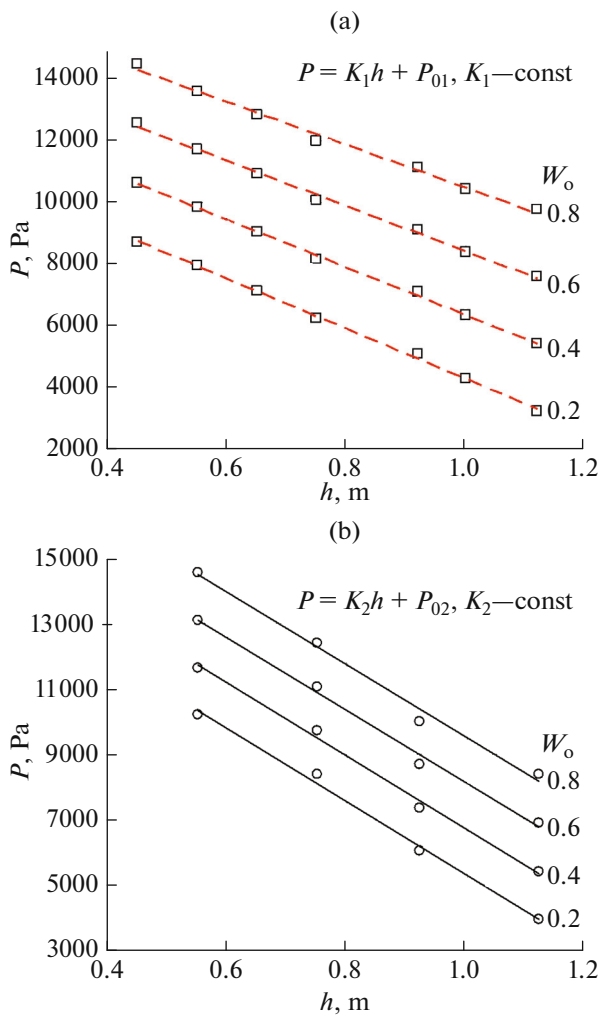 (a)
P = K₁h + P₀₁, K₁—const
14000
12000
10000
8000
6000
4000
2000
P, Pa
Wₒ
0.8
0.6
0.4
0.2
0.4 0.6 0.8 1.0 1.2
h, m
(b)
P = K₂h + P₀₂, K₂—const
15000
13000
11000
9000
7000
5000
3000
P, Pa
Wₒ
0.8
0.6
0.4
0.2
0.4 0.6 0.8 1.0 1.2
h, m